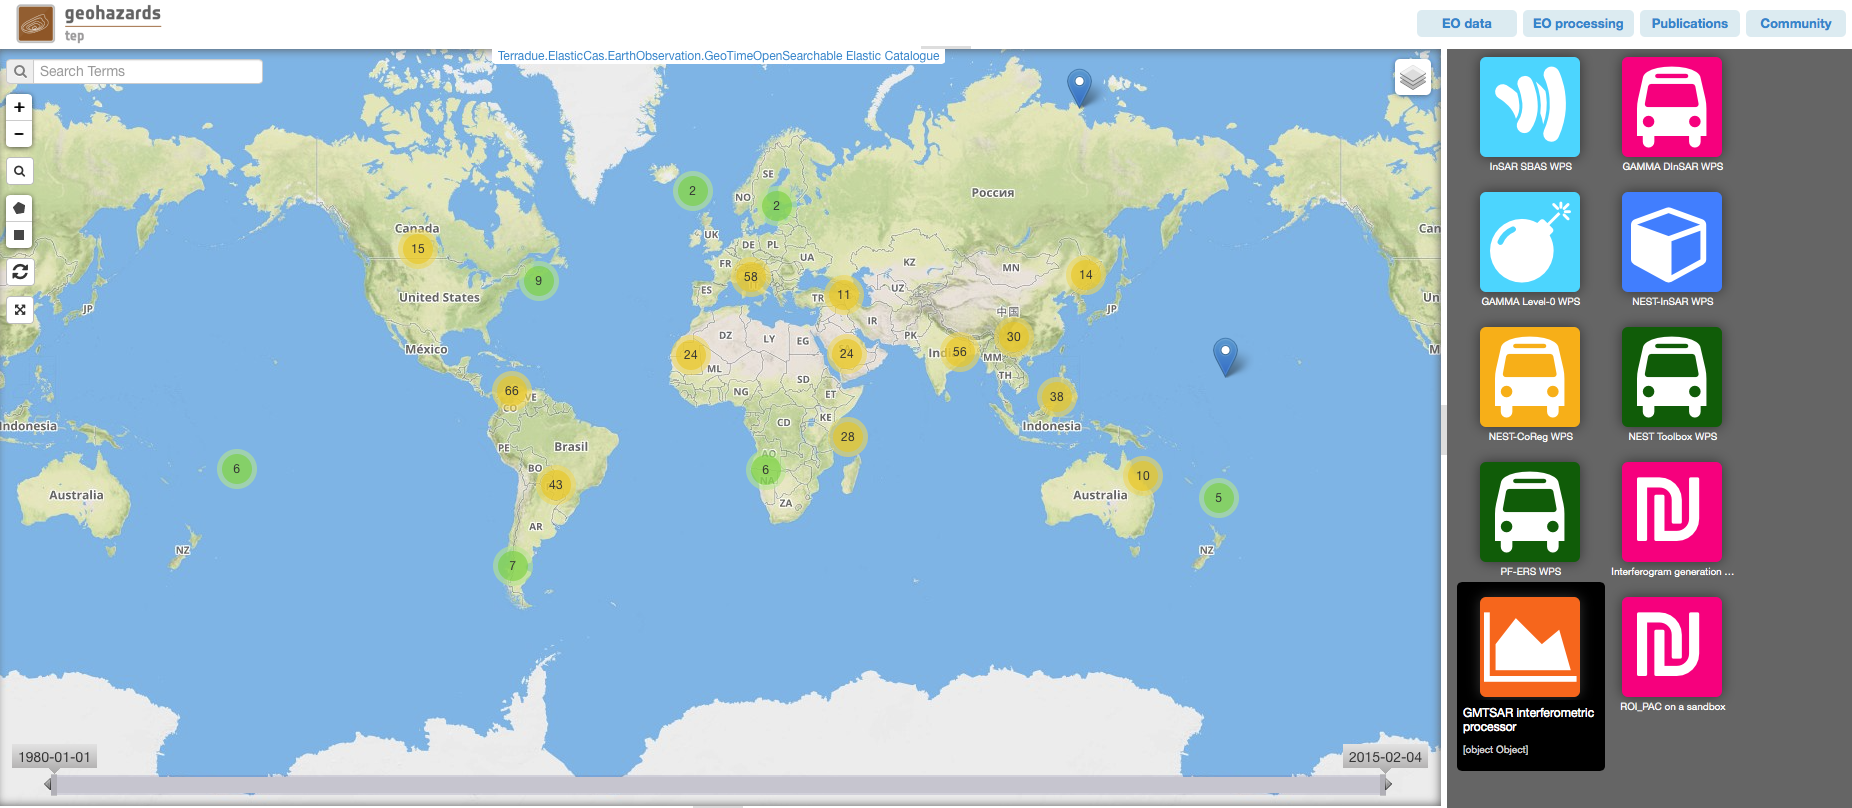 geohazards
tep
EO data
EO processing
Publications
Community
Terradue.ElasticCas.EarthObservation.GeoTimeOpenSearchable Elastic Catalogue
Search Terms
+
−
InSAR SBAS WPS
GAMMA DInSAR WPS
GAMMA Level-0 WPS
NEST-InSAR WPS
NEST-CoReg WPS
NEST Toolbox WPS
PF-ERS WPS
Interferogram generation ...
GMTSAR interferometric
processor
[object Object]
ROI_PAC on a sandbox
SE
NO
2
2
Россия
Canada
15
UK
DE
PL
UA
FR
58
KZ
MN
14
Can
9
ES
TR
11
UZ
United States
Un
JP
JP
中国
IR
PK
30
DZ
LY
EG
México
24
24
Ind
56
MM
M
ML
SD
TH
66
VE
CO
NG
ET
38
ndonesia
Indonesia
KE
CD
28
PE
Brasil
AO
6
BO
6
NA
10
43
Australia
Australia
5
ZA
AR
NZ
NZ
7
1980-01-01
2015-02-04